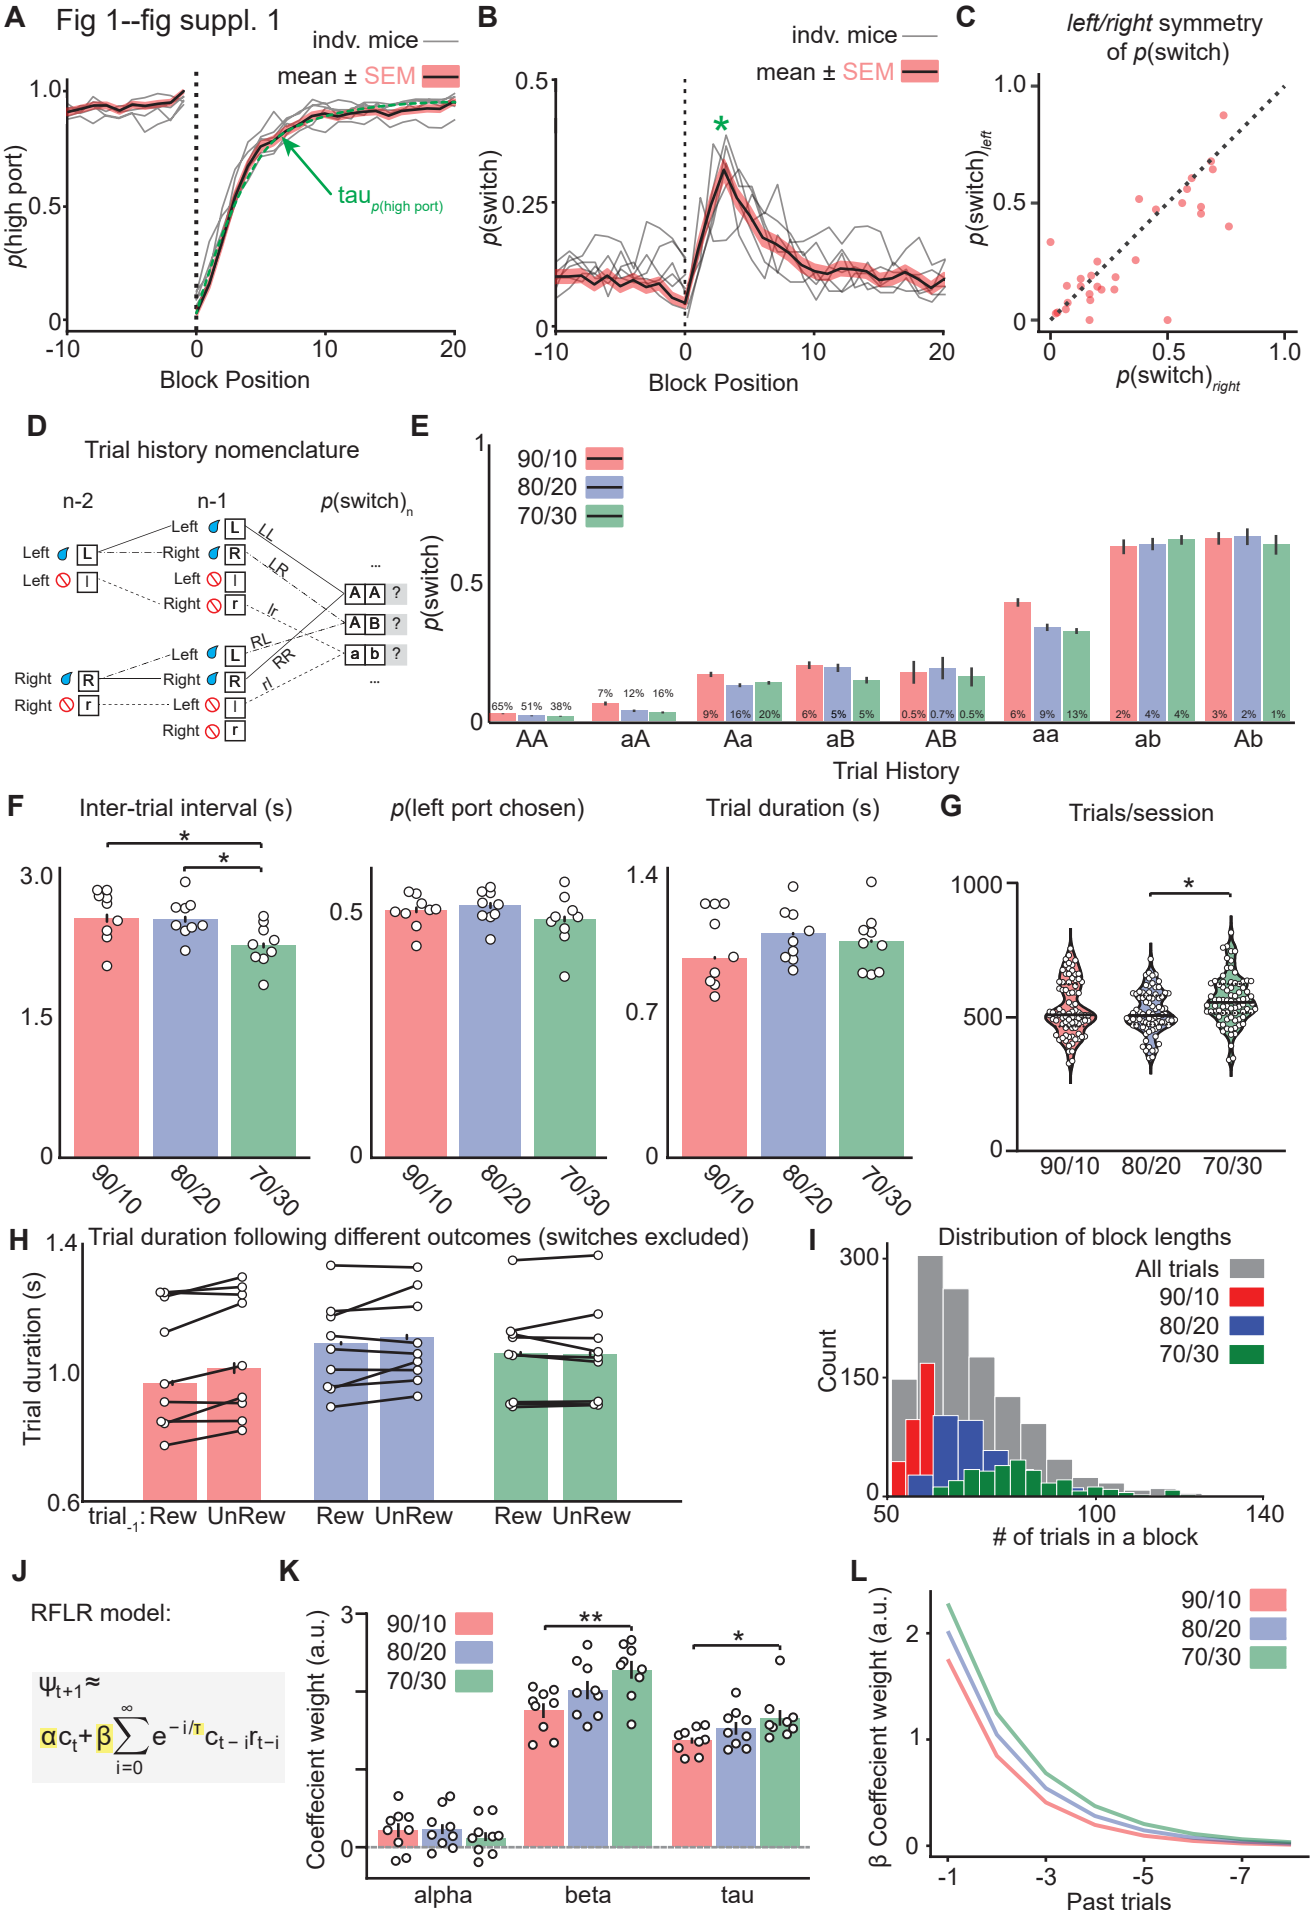 A Fig 1--fig suppl. 1
indv. mice
mean ± SEM
p(high port)
1.0
0.5
0
-10 0 10 20
Block Position
tau p(high port)
B
indv. mice
mean ± SEM
p(switch)
0.5
0.25
0
*
-10 0 10 20
Block Position
C left/right symmetry
of p(switch)
p(switch)left
1.0
0.5
0
0 0.5 1.0
p(switch)right
D
Trial history nomenclature
n-2 n-1 p(switch)n
Left L LL
Left L Right R LR ...
Left l Left l A A ?
Right r lr A B ?
Left L RL a b ?
Right R Right R RR ...
Right r Left l rl
Right r
E
90/10
80/20
70/30
p(switch)
1
0.5
0
65% 51% 38% 7% 12% 16% 9% 16% 20% 6% 5% 5% 0.5% 0.7% 0.5% 6% 9% 13% 2% 4% 4% 3% 2% 1%
AA aA Aa aB AB aa ab Ab
Trial History
F Inter-trial interval (s)
*
*
3.0
1.5
0
90/10 80/20 70/30
p(left port chosen)
0.5
0
90/10 80/20 70/30
Trial duration (s)
1.4
0.7
0
90/10 80/20 70/30
G
Trials/session
*
1000
500
0
90/10 80/20 70/30
H Trial duration following different outcomes (switches excluded)
Trial duration (s)
1.4
1.0
0.6
trial-1: Rew UnRew Rew UnRew Rew UnRew
I Distribution of block lengths
All trials
90/10
80/20
70/30
Count
300
150
0
50 100 140
# of trials in a block
J
RFLR model:
Ψt+1≈
αct+β∞∑i=0 e−i/τct−irt−i
K
90/10
80/20
70/30
Coeffecient weight (a.u.)
3
0
** *
alpha beta tau
L
90/10
80/20
70/30
β Coeffecient weight (a.u.)
2
1
0
-1 -3 -5 -7
Past trials